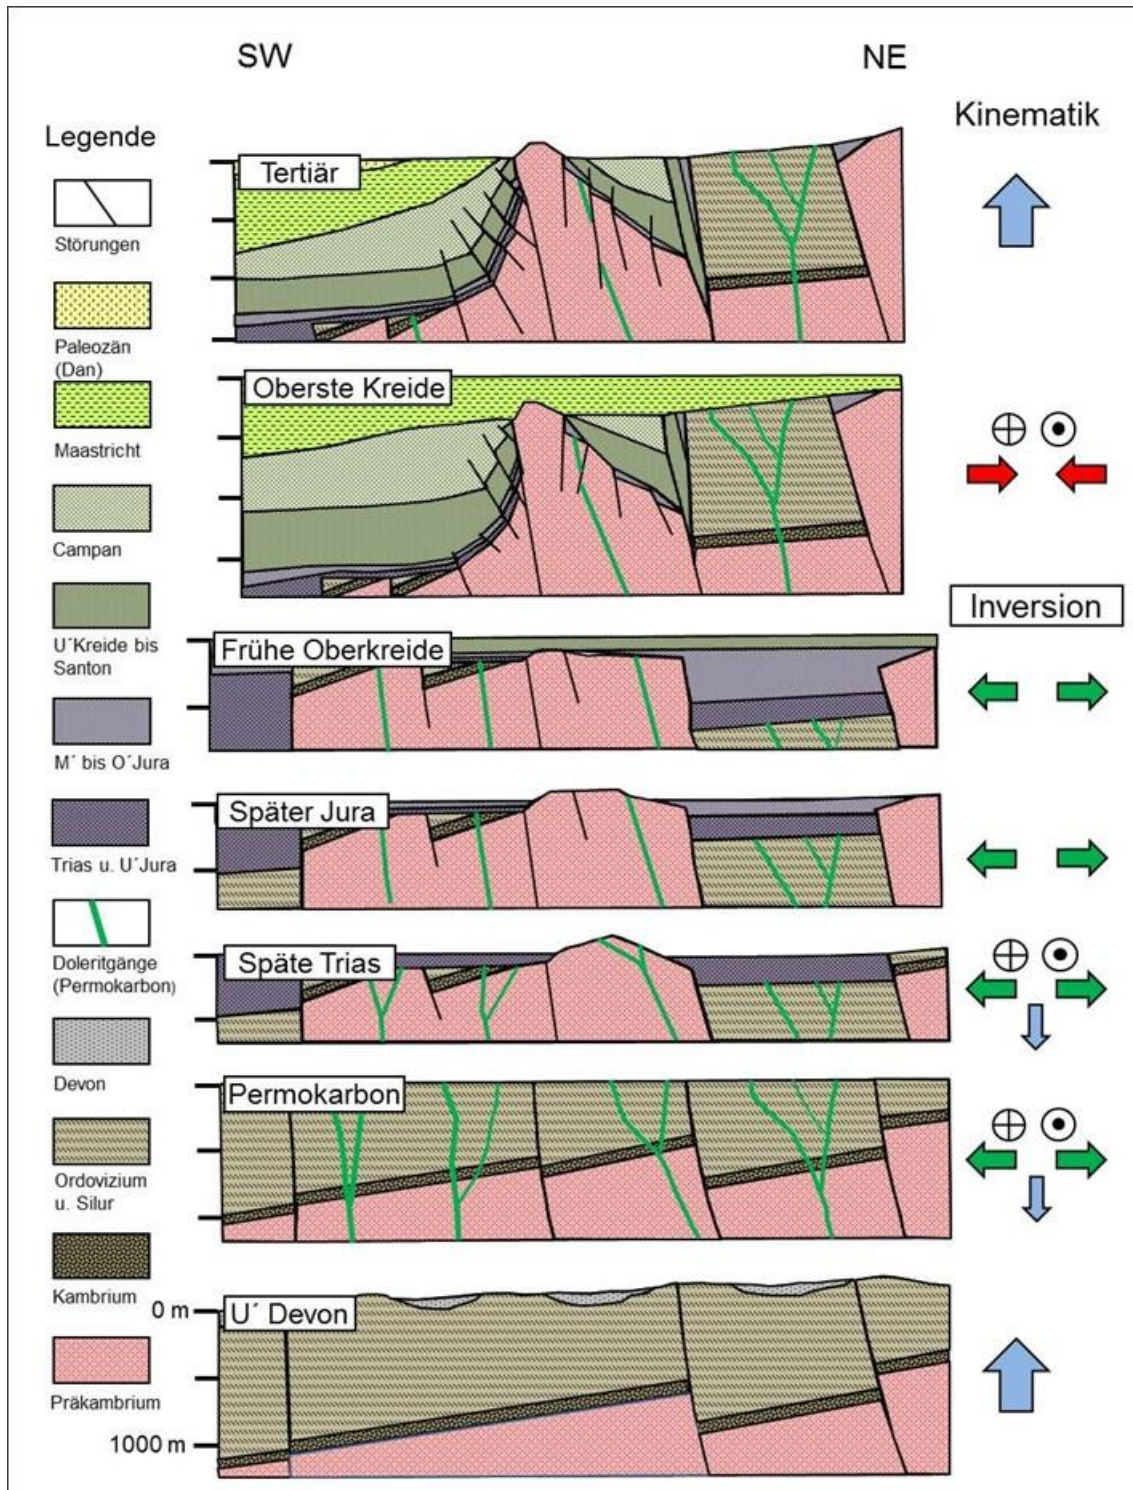 SW
NE
Kinematik
Legende
Störungen
Paleozän
(Dan)
Maastricht
Campan
U´Kreide bis
Santon
M´ bis O´Jura
Trias u. U´Jura
Doleritgänge
(Permokarbon)
Devon
Ordovizium
u. Silur
Kambrium
Präkambrium
Tertiär
Oberste Kreide
Inversion
Frühe Oberkreide
Später Jura
Späte Trias
Permokarbon
U´ Devon
0 m
1000 m